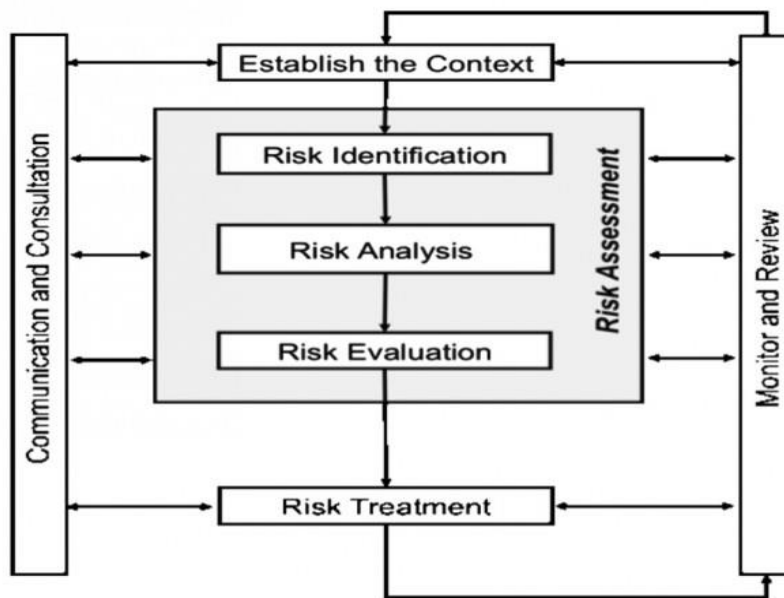 Establish the Context
Risk Identification
Risk Analysis
Risk Evaluation
Risk Assessment
Risk Treatment
Communication and Consultation
Monitor and Review